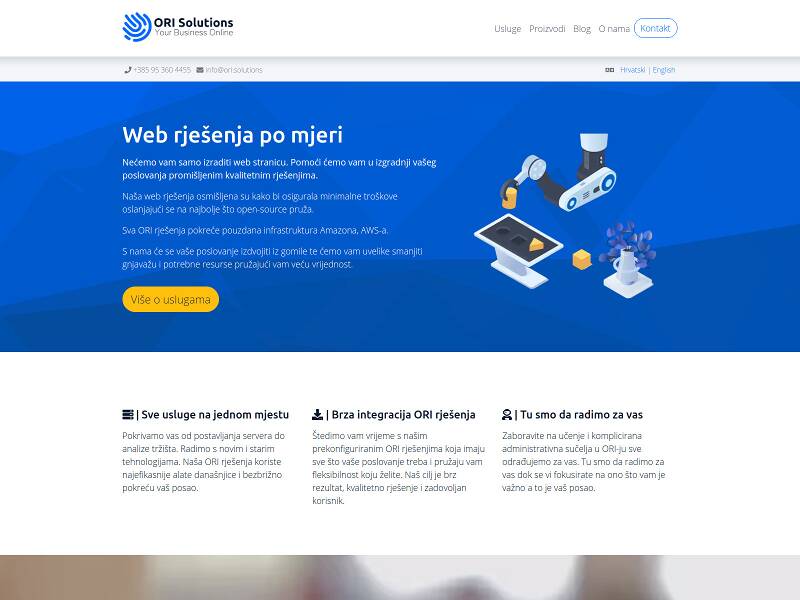 ORI Solutions
Your Business Online
Usluge Proizvodi Blog O nama Kontakt
+385 95 360 4455 info@ori.solutions
Hrvatski | English
Web rješenja po mjeri
Nećemo vam samo izraditi web stranicu. Pomoći ćemo vam u izgradnji vašeg
poslovanja promišljenim kvalitetnim rješenjima.
Naša web rješenja osmišljena su kako bi osigurala minimalne troškove
oslanjajući se na najbolje što open-source pruža.
Sva ORI rješenja pokreće pouzdana infrastruktura Amazona, AWS-a.
S nama će se vaše poslovanje izdvojiti iz gomile te ćemo vam uvelike smanjiti
gnjavažu i potrebne resurse pružajući vam veću vrijednost.
Više o uslugama
| Sve usluge na jednom mjestu
Pokrivamo vas od postavljanja servera do
analize tržišta. Radimo s novim i starim
tehnologijama. Naša ORI rješenja koriste
najefikasnije alate današnjice i bezbrižno
pokreću vaš posao.
| Brza integracija ORI rješenja
Štedimo vam vrijeme s našim
prekonfiguriranim ORI rješenjima koja imaju
sve što vaše poslovanje treba i pružaju vam
fleksibilnost koju želite. Naš cilj je brz
rezultat, kvalitetno rješenje i zadovoljan
korisnik.
| Tu smo da radimo za vas
Zaboravite na učenje i komplicirana
administrativna sučelja u ORI-ju sve
odrađujemo za vas. Tu smo da radimo za
vas dok se vi fokusirate na ono što vam je
važno a to je vaš posao.